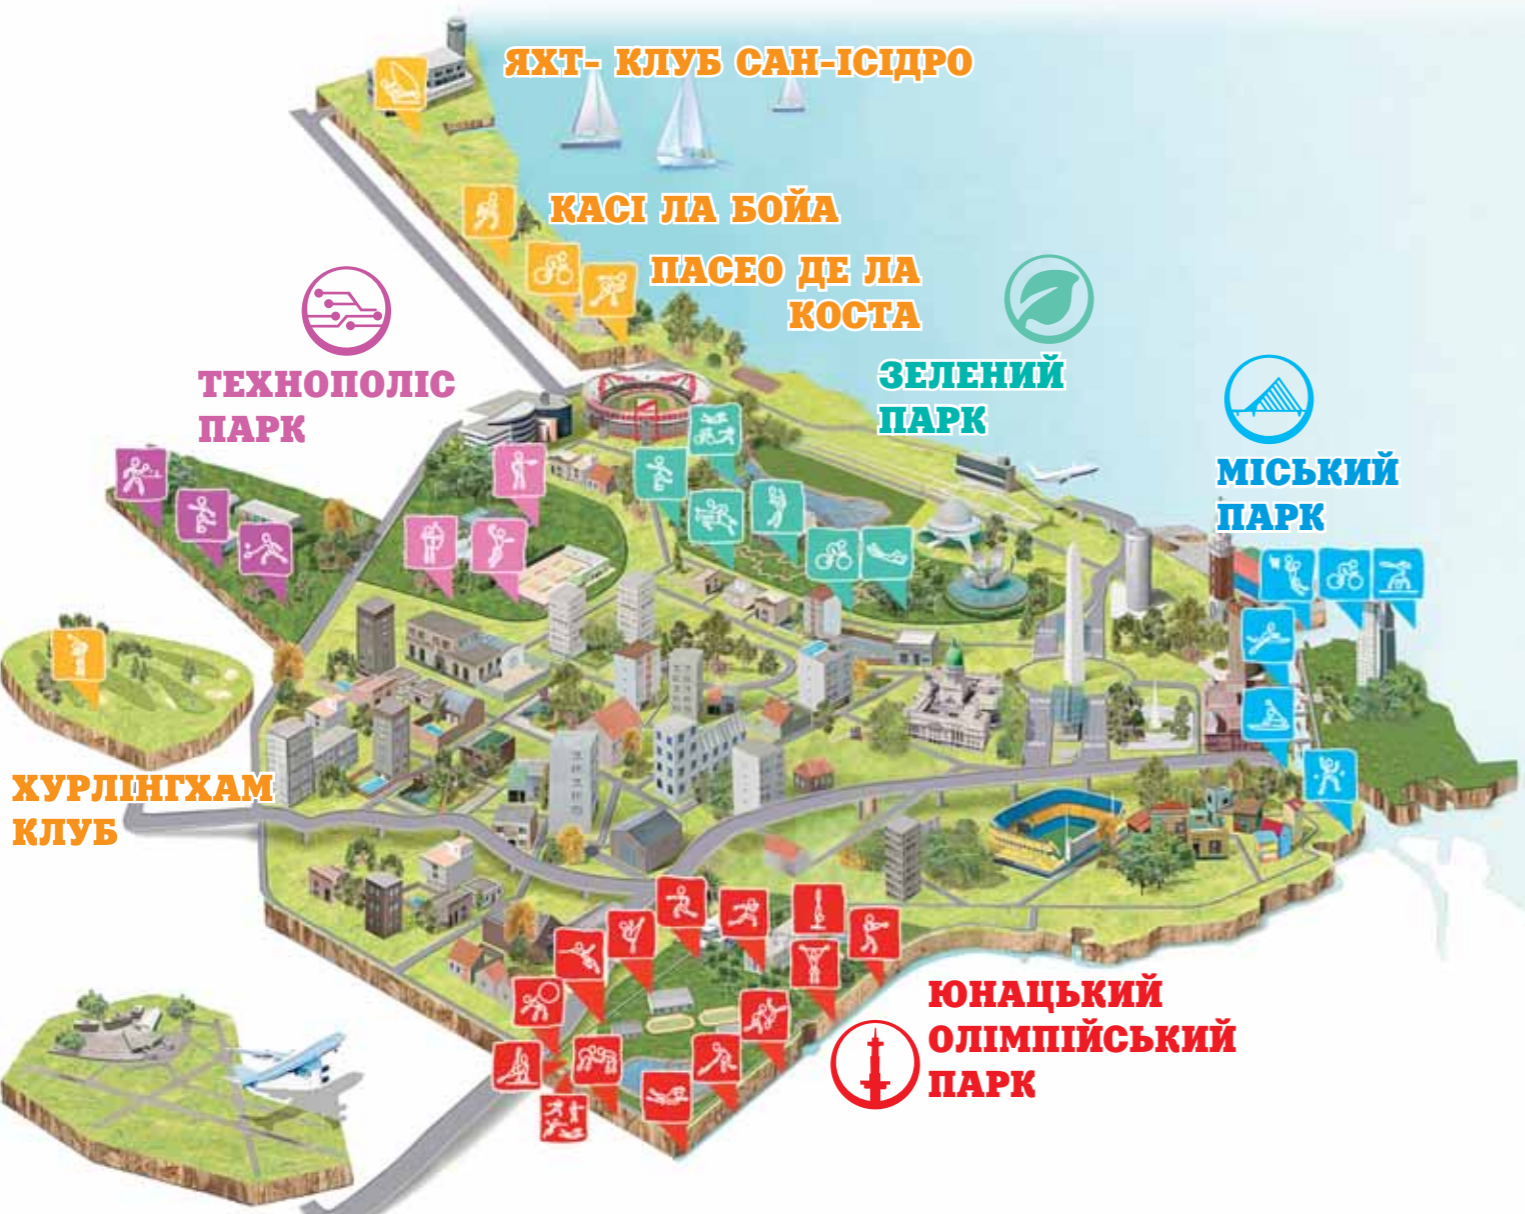 ЯХТ- КЛУБ САН-ІСІДРО
КАСІ ЛА БОЙА
ПАСЕО ДЕ ЛА
КОСТА
ТЕХНОПОЛІС
ПАРК
ЗЕЛЕНИЙ
ПАРК
МІСЬКИЙ
ПАРК
ХУРЛІНГХАМ
КЛУБ
ЮНАЦЬКИЙ
ОЛІМПІЙСЬКИЙ
ПАРК